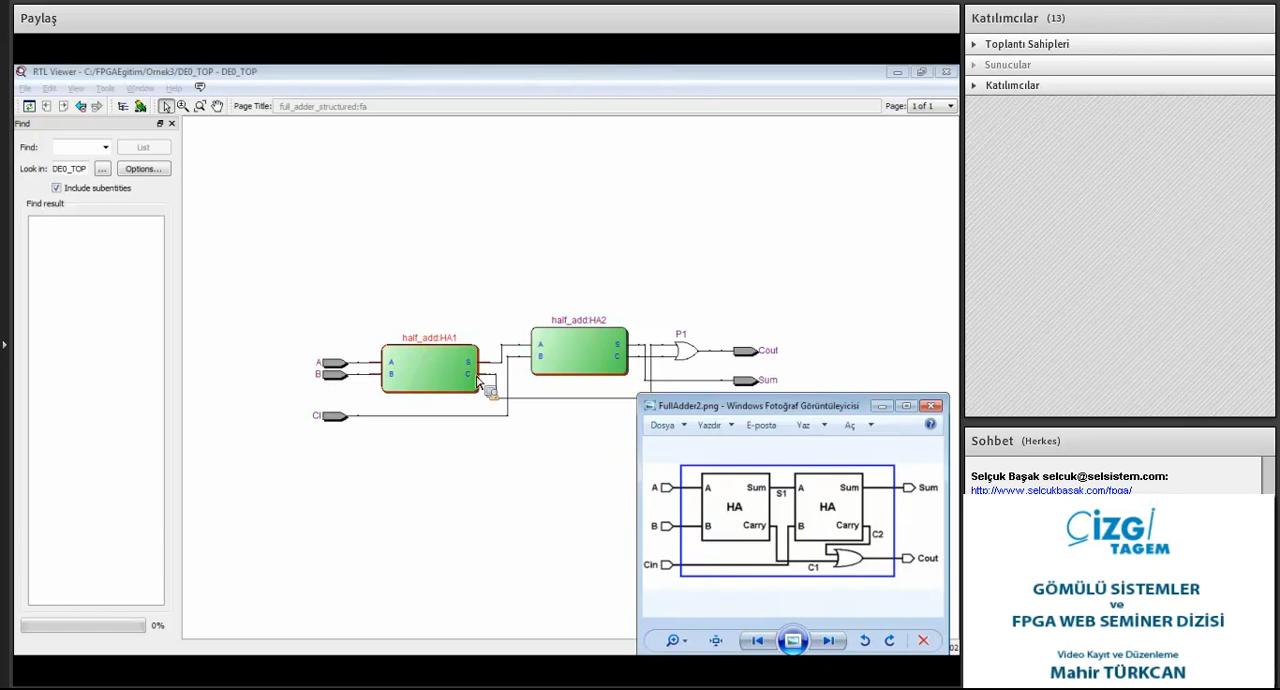 Paylaş
RTL Viewer - C:/FPGAEgitim/Ornek3/DE0_TOP - DE0_TOP
File Edit View Tools Window Help
Page Title: full_adder_structured:fa
Page: 1 of 1
Find
Find: List
Look in: DE0_TOP ... Options...
Include subentities
Find result
0%
half_add:HA1
A
B
A
B
S
C
CI
half_add:HA2
A
B
S
C
P1
Cout
Sum
FullAdder2.png - Windows Fotoğraf Görüntüleyicisi
Dosya Yazdır E-posta Yaz Aç
A A Sum S1 A Sum Sum
HA HA
B B Carry B Carry
C2
Cin C1 Cout
02
Katılımcılar (13)
Toplantı Sahipleri
Sunucular
Katılımcılar
Sohbet (Herkes)
Selçuk Başak selcuk@selsistem.com:
http://www.selcukbasak.com/fpga/
ÇİZGİ
TAGEM
GÖMÜLÜ SİSTEMLER
ve
FPGA WEB SEMİNER DİZİSİ
Video Kayıt ve Düzenleme
Mahir TÜRKCAN